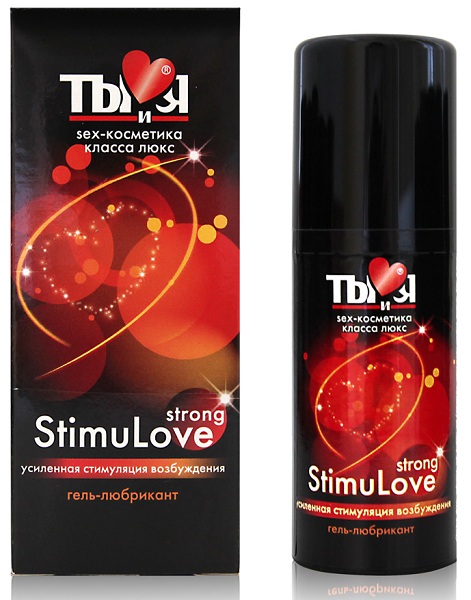 ТЫ Я®
и
sex-косметика
класса люкс
strong
StimuLove
усиленная стимуляция возбуждения
гель-любрикант
ТЫ Я®
и
sex-косметика
класса люкс
strong
StimuLove
усиленная стимуляция возбуждения
гель-любрикант